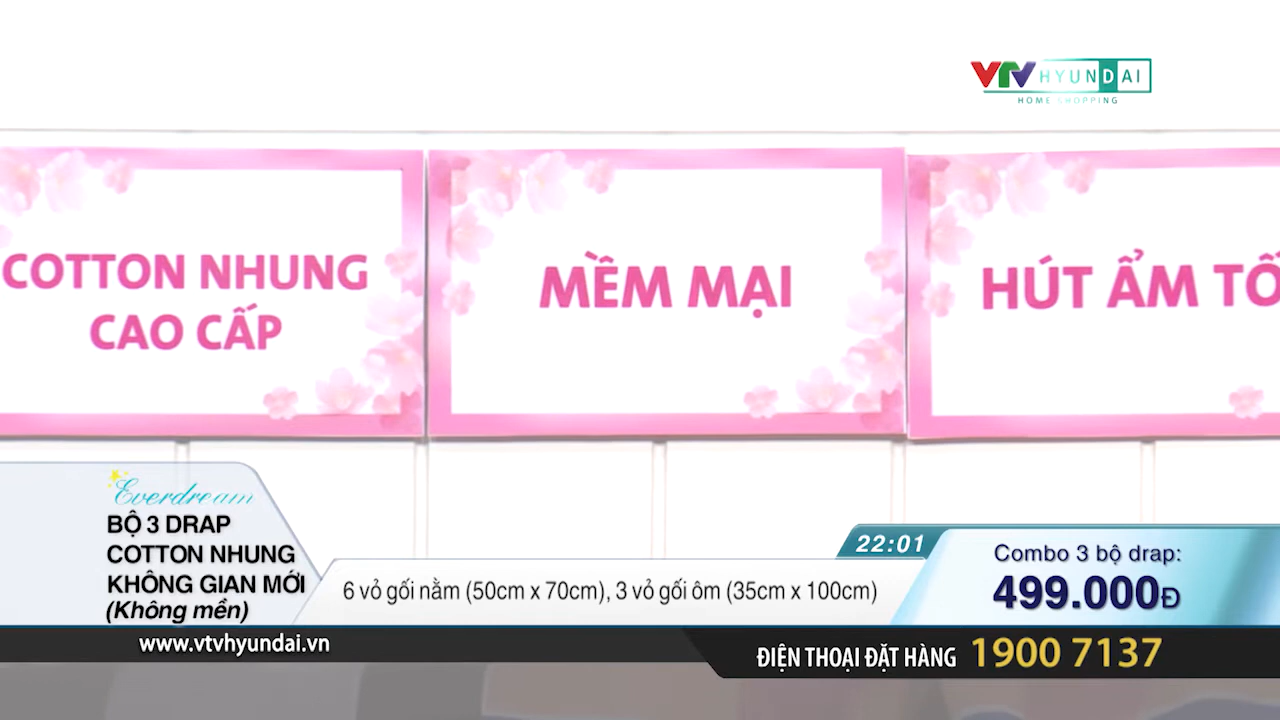 VTV HYUNDAI
HOME SHOPPING
COTTON NHUNG
CAO CẤP
MỀM MẠI
HÚT ẨM
Everdream
BỘ 3 DRAP
COTTON NHUNG
KHÔNG GIAN MỚI
(Không mền)
6 vỏ gối nằm (50cm x 70cm), 3 vỏ gối ôm (35cm x 100cm)
22:01
Combo 3 bộ drap:
499.000Đ
www.vtvhyundai.vn
ĐIỆN THOẠI ĐẶT HÀNG 1900 7137